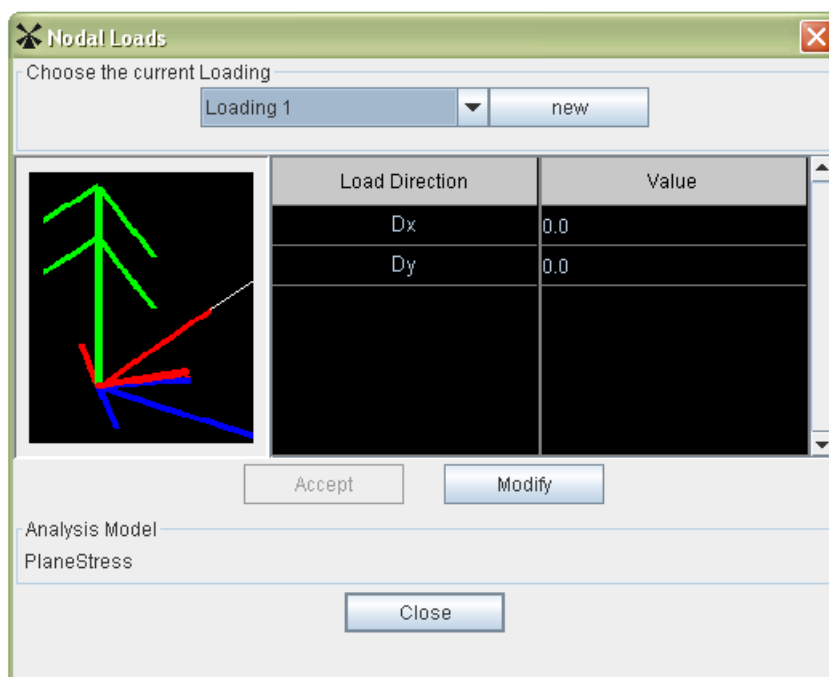 Nodal Loads
Choose the current Loading
Loading 1 new
Load Direction Value
Dx 0.0
Dy 0.0
Accept Modify
Analysis Model
PlaneStress
Close